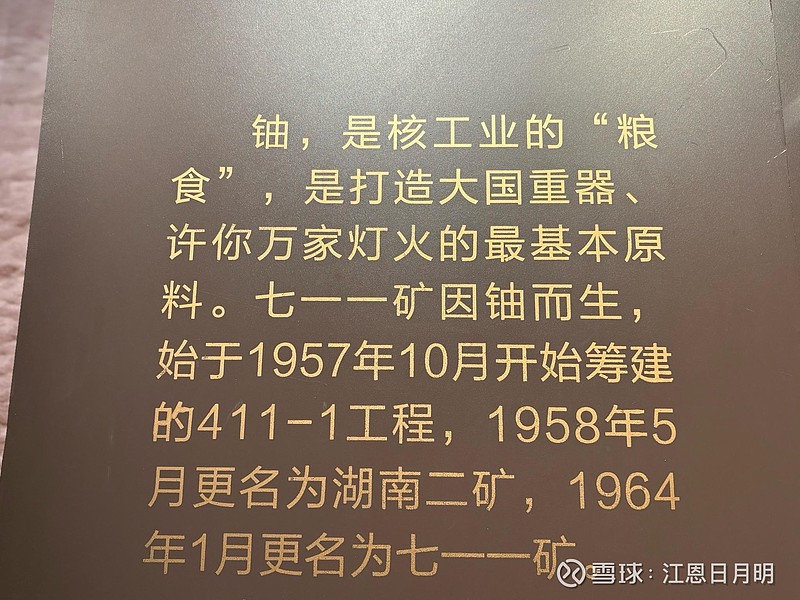 铀，是核工业的“粮
食”，是打造大国重器、
许你万家灯火的最基本原
料。七一一矿因铀而生，
始于1957年10月开始筹建
的411-1工程，1958年5
月更名为湖南二矿，1964
年1月更名为七一一矿。
雪球：江恩日月明